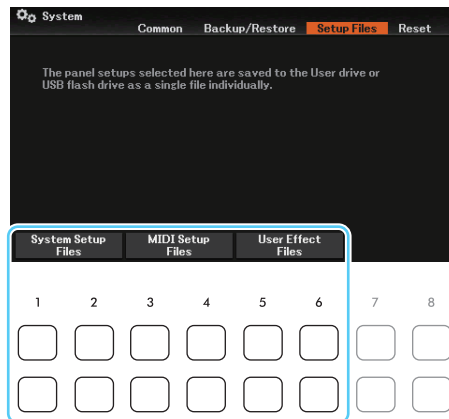 System
Common Backup/Restore Setup Files Reset
The panel setups selected here are saved to the User drive or
USB flash drive as a single file individually.
System Setup Files MIDI Setup Files User Effect Files
1 2 3 4 5 6 7 8